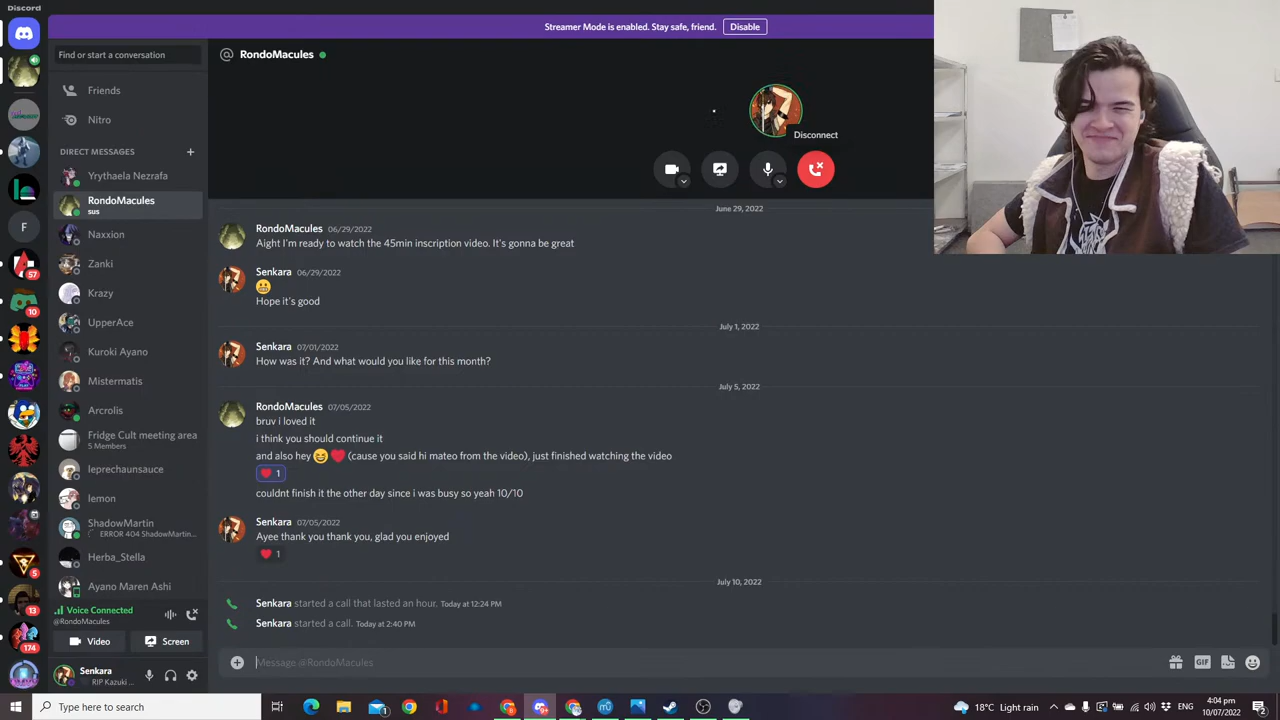 Discord
Streamer Mode is enabled. Stay safe, friend.
Disable
Find or start a conversation
RondoMacules
Friends
Nitro
DIRECT MESSAGES
Yrythaela Nezrafa
RondoMacules
sus
Naxxion
Zanki
Krazy
UpperAce
Kuroki Ayano
Mistermatis
Arcrolis
Fridge Cult meeting area
5 Members
leprechaunsauce
lemon
ShadowMartin
ERROR 404 ShadowMartin...
Herba_Stella
Ayano Maren Ashi
Voice Connected
@RondoMacules
Video
Screen
Senkara
RIP Kazuki
F
57
10
5
13
174
Disconnect
June 29, 2022
RondoMacules 06/29/2022
Aight I'm ready to watch the 45min inscription video. It's gonna be great
Senkara 06/29/2022
Hope it's good
July 1, 2022
Senkara 07/01/2022
How was it? And what would you like for this month?
July 5, 2022
RondoMacules 07/05/2022
bruv i loved it
i think you should continue it
and also hey 😆 ❤️ (cause you said hi mateo from the video), just finished watching the video
1
couldnt finish it the other day since i was busy so yeah 10/10
Senkara 07/05/2022
Ayee thank you thank you, glad you enjoyed
1
July 10, 2022
Senkara started a call that lasted an hour. Today at 12:24 PM
Senkara started a call. Today at 2:40 PM
Message @RondoMacules
GIF
Type here to search
18°C Light rain
4:04 pm
10/07/2022